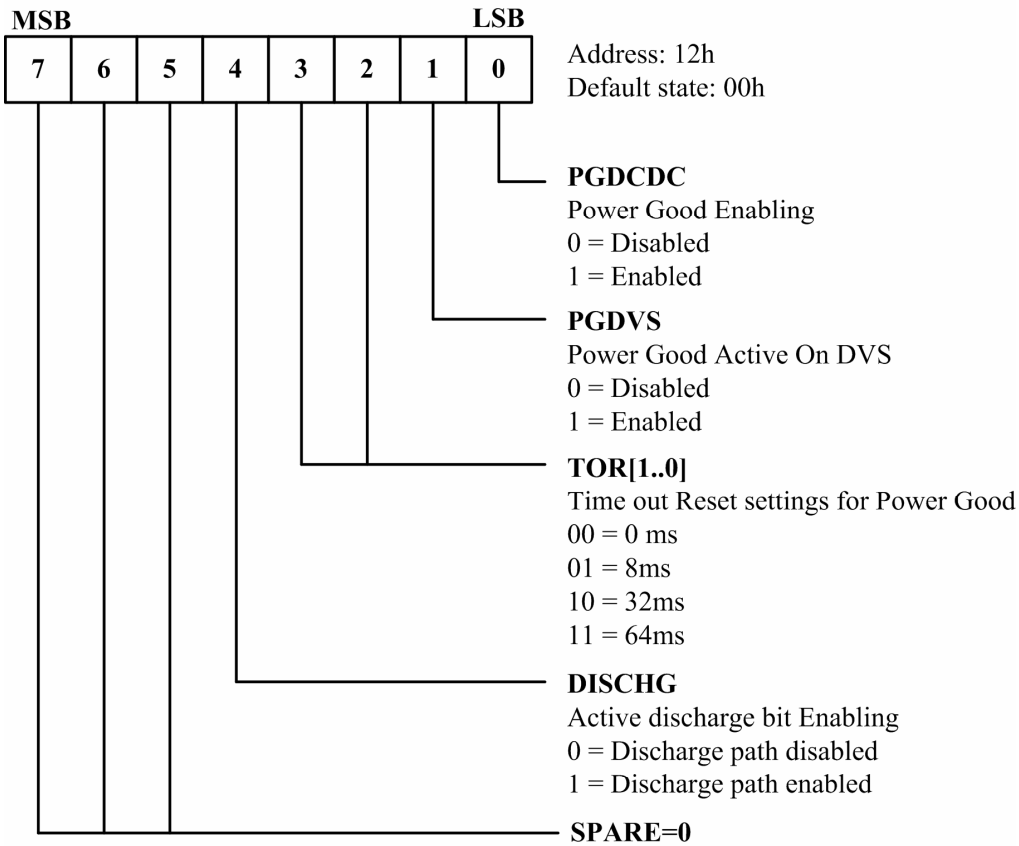 MSB LSB
7 6 5 4 3 2 1 0
Address: 12h
Default state: 00h
PGDCDC
Power Good Enabling
0 = Disabled
1 = Enabled
PGDVS
Power Good Active On DVS
0 = Disabled
1 = Enabled
TOR[1..0]
Time out Reset settings for Power Good
00 = 0 ms
01 = 8ms
10 = 32ms
11 = 64ms
DISCHG
Active discharge bit Enabling
0 = Discharge path disabled
1 = Discharge path enabled
SPARE=0